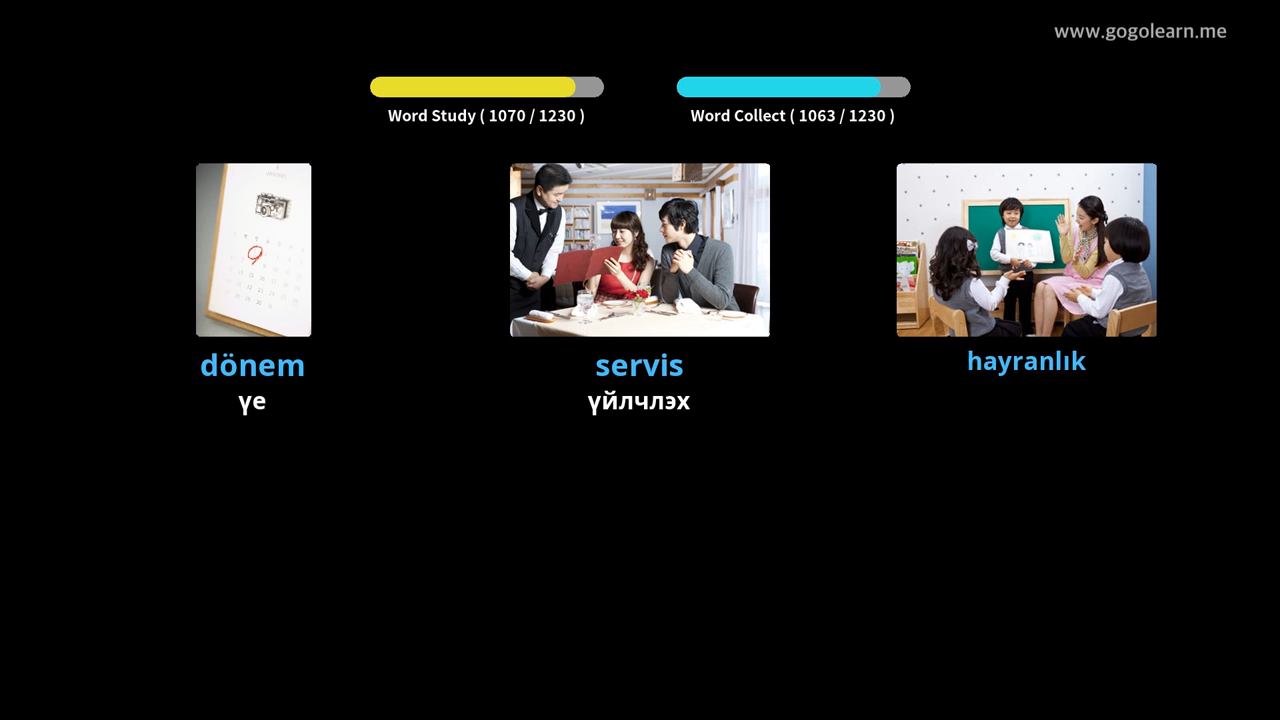 www.gogolearn.me
Word Study ( 1070 / 1230 )
Word Collect ( 1063 / 1230 )
dönem
үе
servis
үйлчлэх
hayranlık